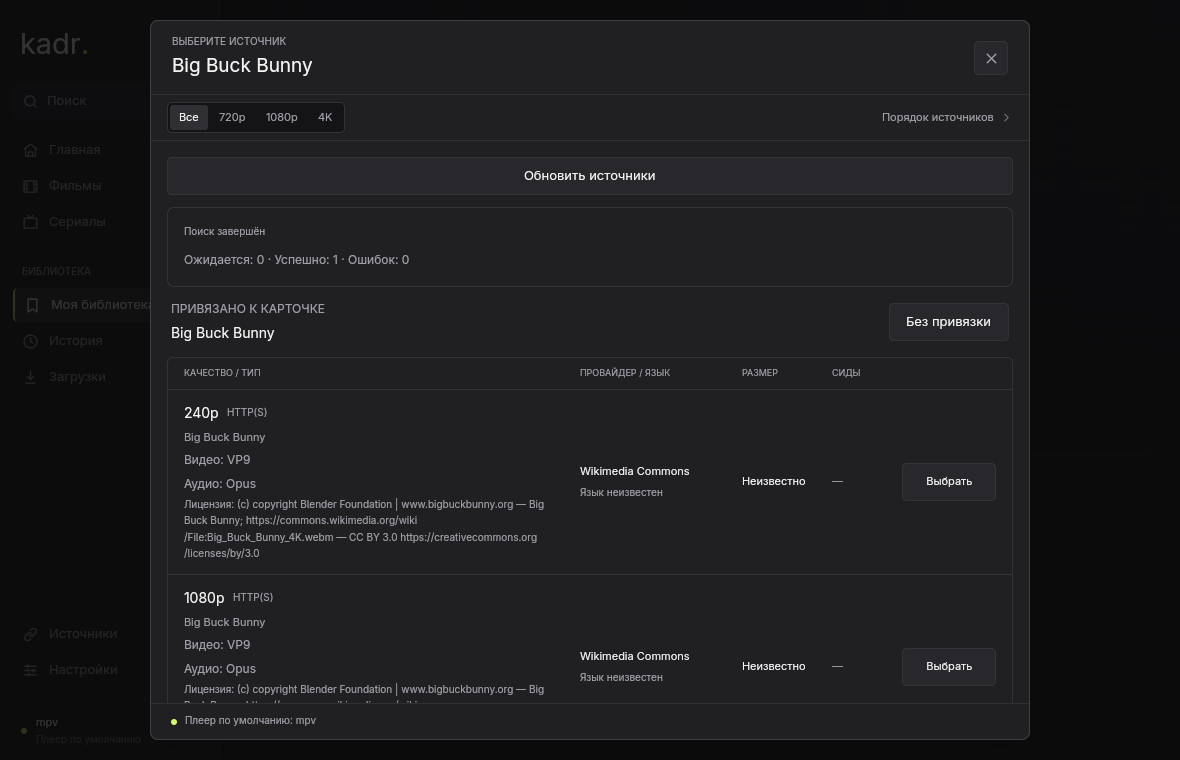 kadr.
Поиск
Главная
Фильмы
Сериалы
БИБЛИОТЕКА
Моя библиотека
История
Загрузки
Источники
Настройки
mpv
Плеер по умолчанию
ВЫБЕРИТЕ ИСТОЧНИК
Big Buck Bunny
Все 720p 1080p 4K
Порядок источников
Обновить источники
Поиск завершён
Ожидается: 0 · Успешно: 1 · Ошибок: 0
ПРИВЯЗАНО К КАРТОЧКЕ
Big Buck Bunny
Без привязки
КАЧЕСТВО / ТИП ПРОВАЙДЕР / ЯЗЫК РАЗМЕР СИДЫ
240p HTTP(S)
Big Buck Bunny
Видео: VP9
Аудио: Opus
Лицензия: (c) copyright Blender Foundation | www.bigbuckbunny.org — Big
Buck Bunny; https://commons.wikimedia.org/wiki
/File:Big_Buck_Bunny_4K.webm — CC BY 3.0 https://creativecommons.org
/licenses/by/3.0
Wikimedia Commons
Язык неизвестен
Неизвестно
—
Выбрать
1080p HTTP(S)
Big Buck Bunny
Видео: VP9
Аудио: Opus
Лицензия: (c) copyright Blender Foundation | www.bigbuckbunny.org — Big
Wikimedia Commons
Язык неизвестен
Неизвестно
—
Выбрать
Плеер по умолчанию: mpv